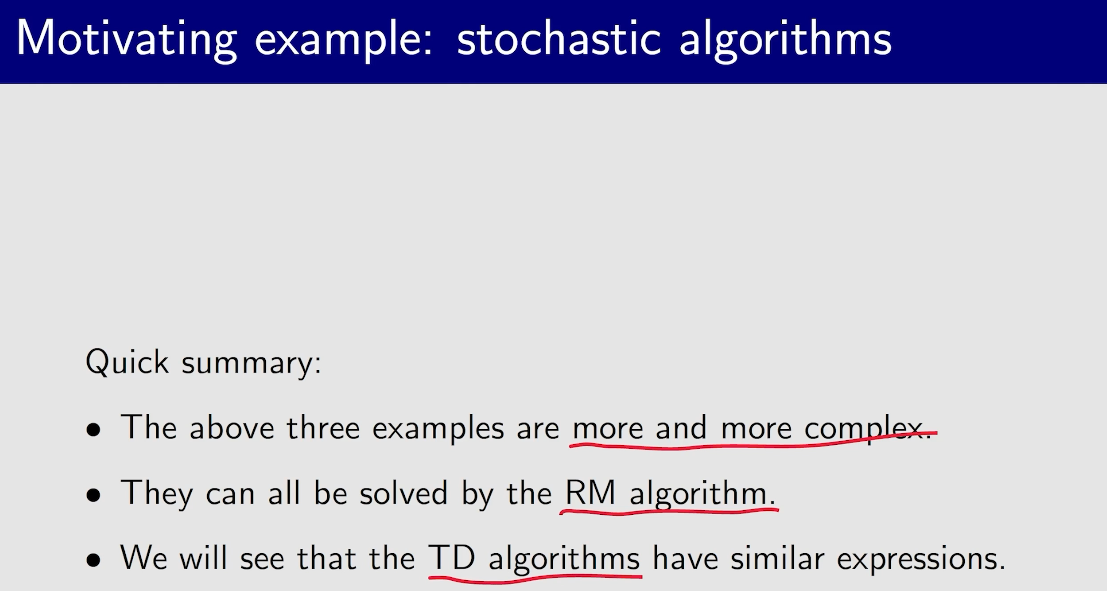 Motivating example: stochastic algorithms
Quick summary:
• The above three examples are more and more complex.
• They can all be solved by the RM algorithm.
• We will see that the TD algorithms have similar expressions.